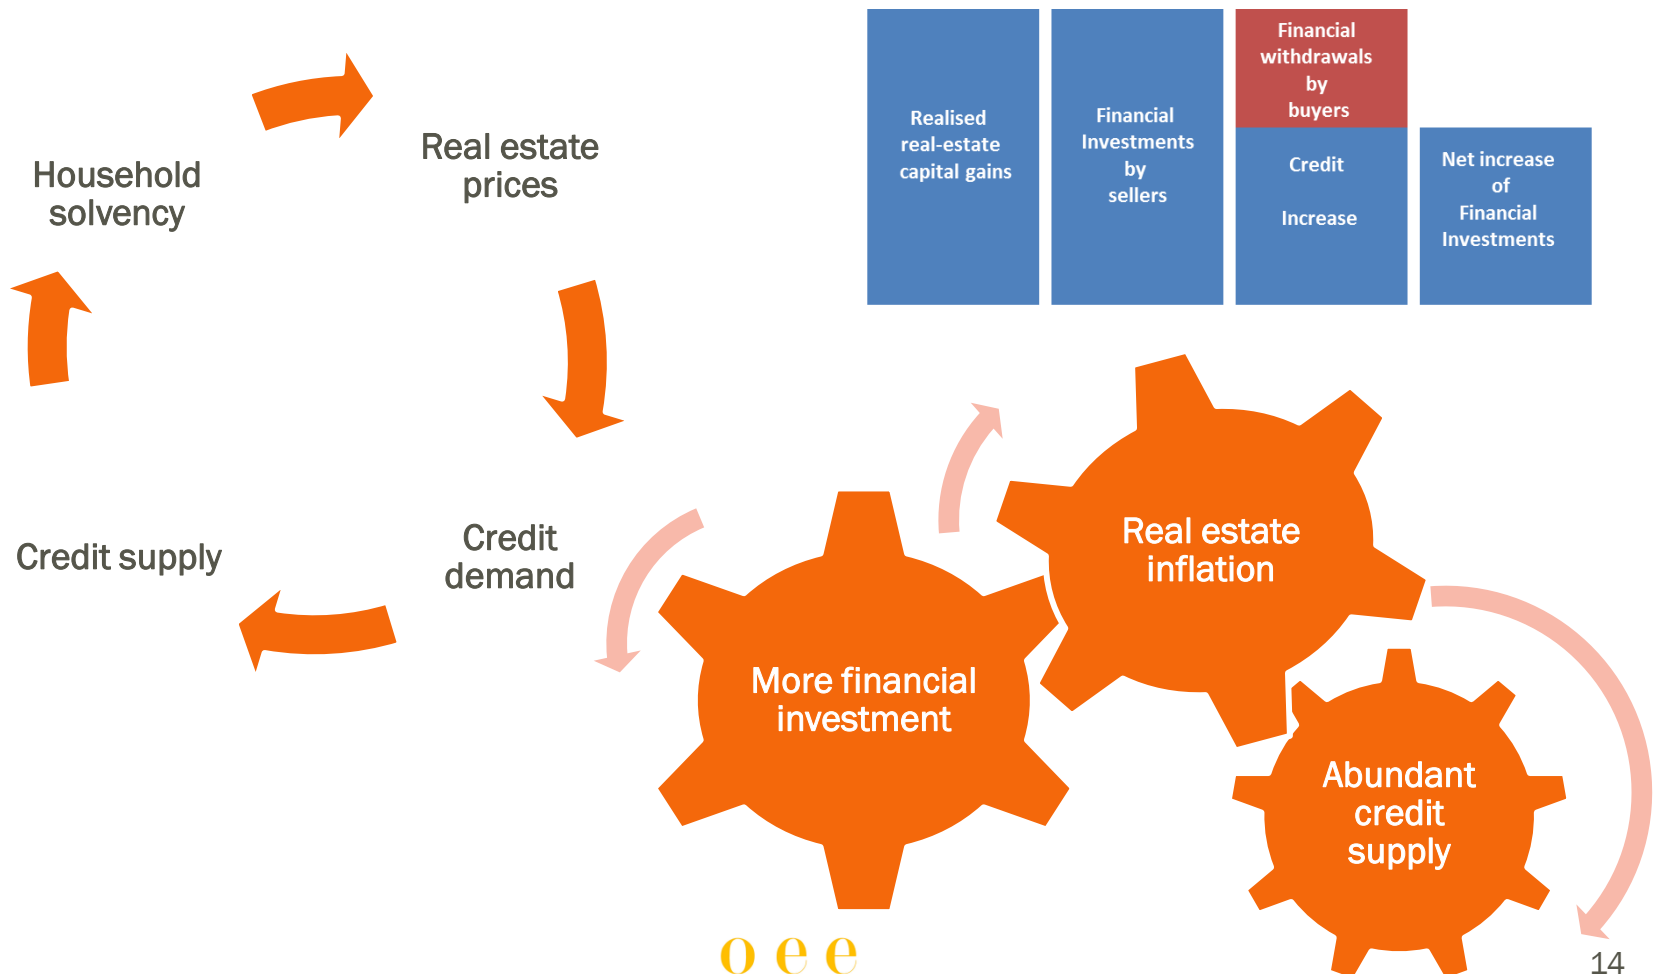 Household
solvency
Real estate
prices
Credit
demand
Credit supply
Realised
real-estate
capital gains
Financial
Investments
by
sellers
Financial
withdrawals
by
buyers
Credit
Increase
Net increase
of
Financial
Investments
More financial
investment
Real estate
inflation
Abundant
credit
supply
oee
14